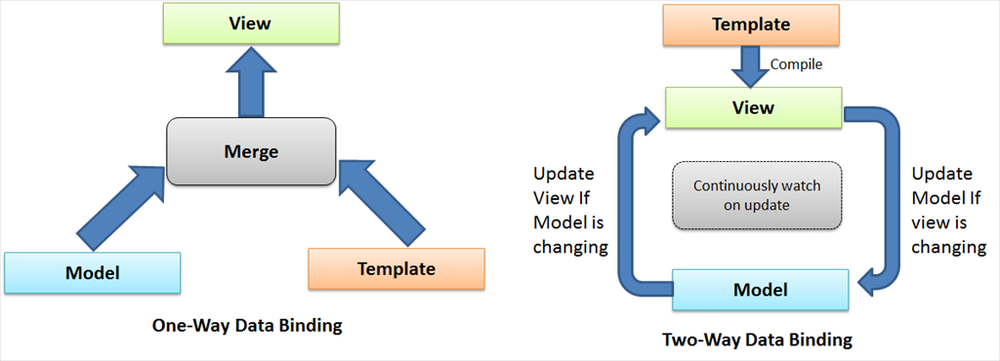 View
Merge
Model
Template
One-Way Data Binding
Template
Compile
View
Update
View If
Model is
changing
Continuously watch
on update
Update
Model If
view is
changing
Model
Two-Way Data Binding